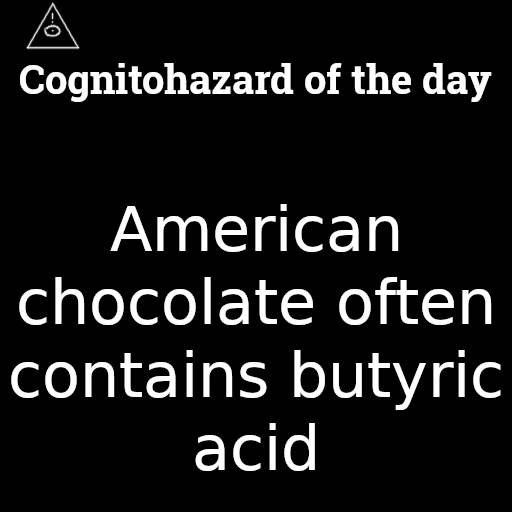 Cognitohazard of the day
American
chocolate often
contains butyric
acid